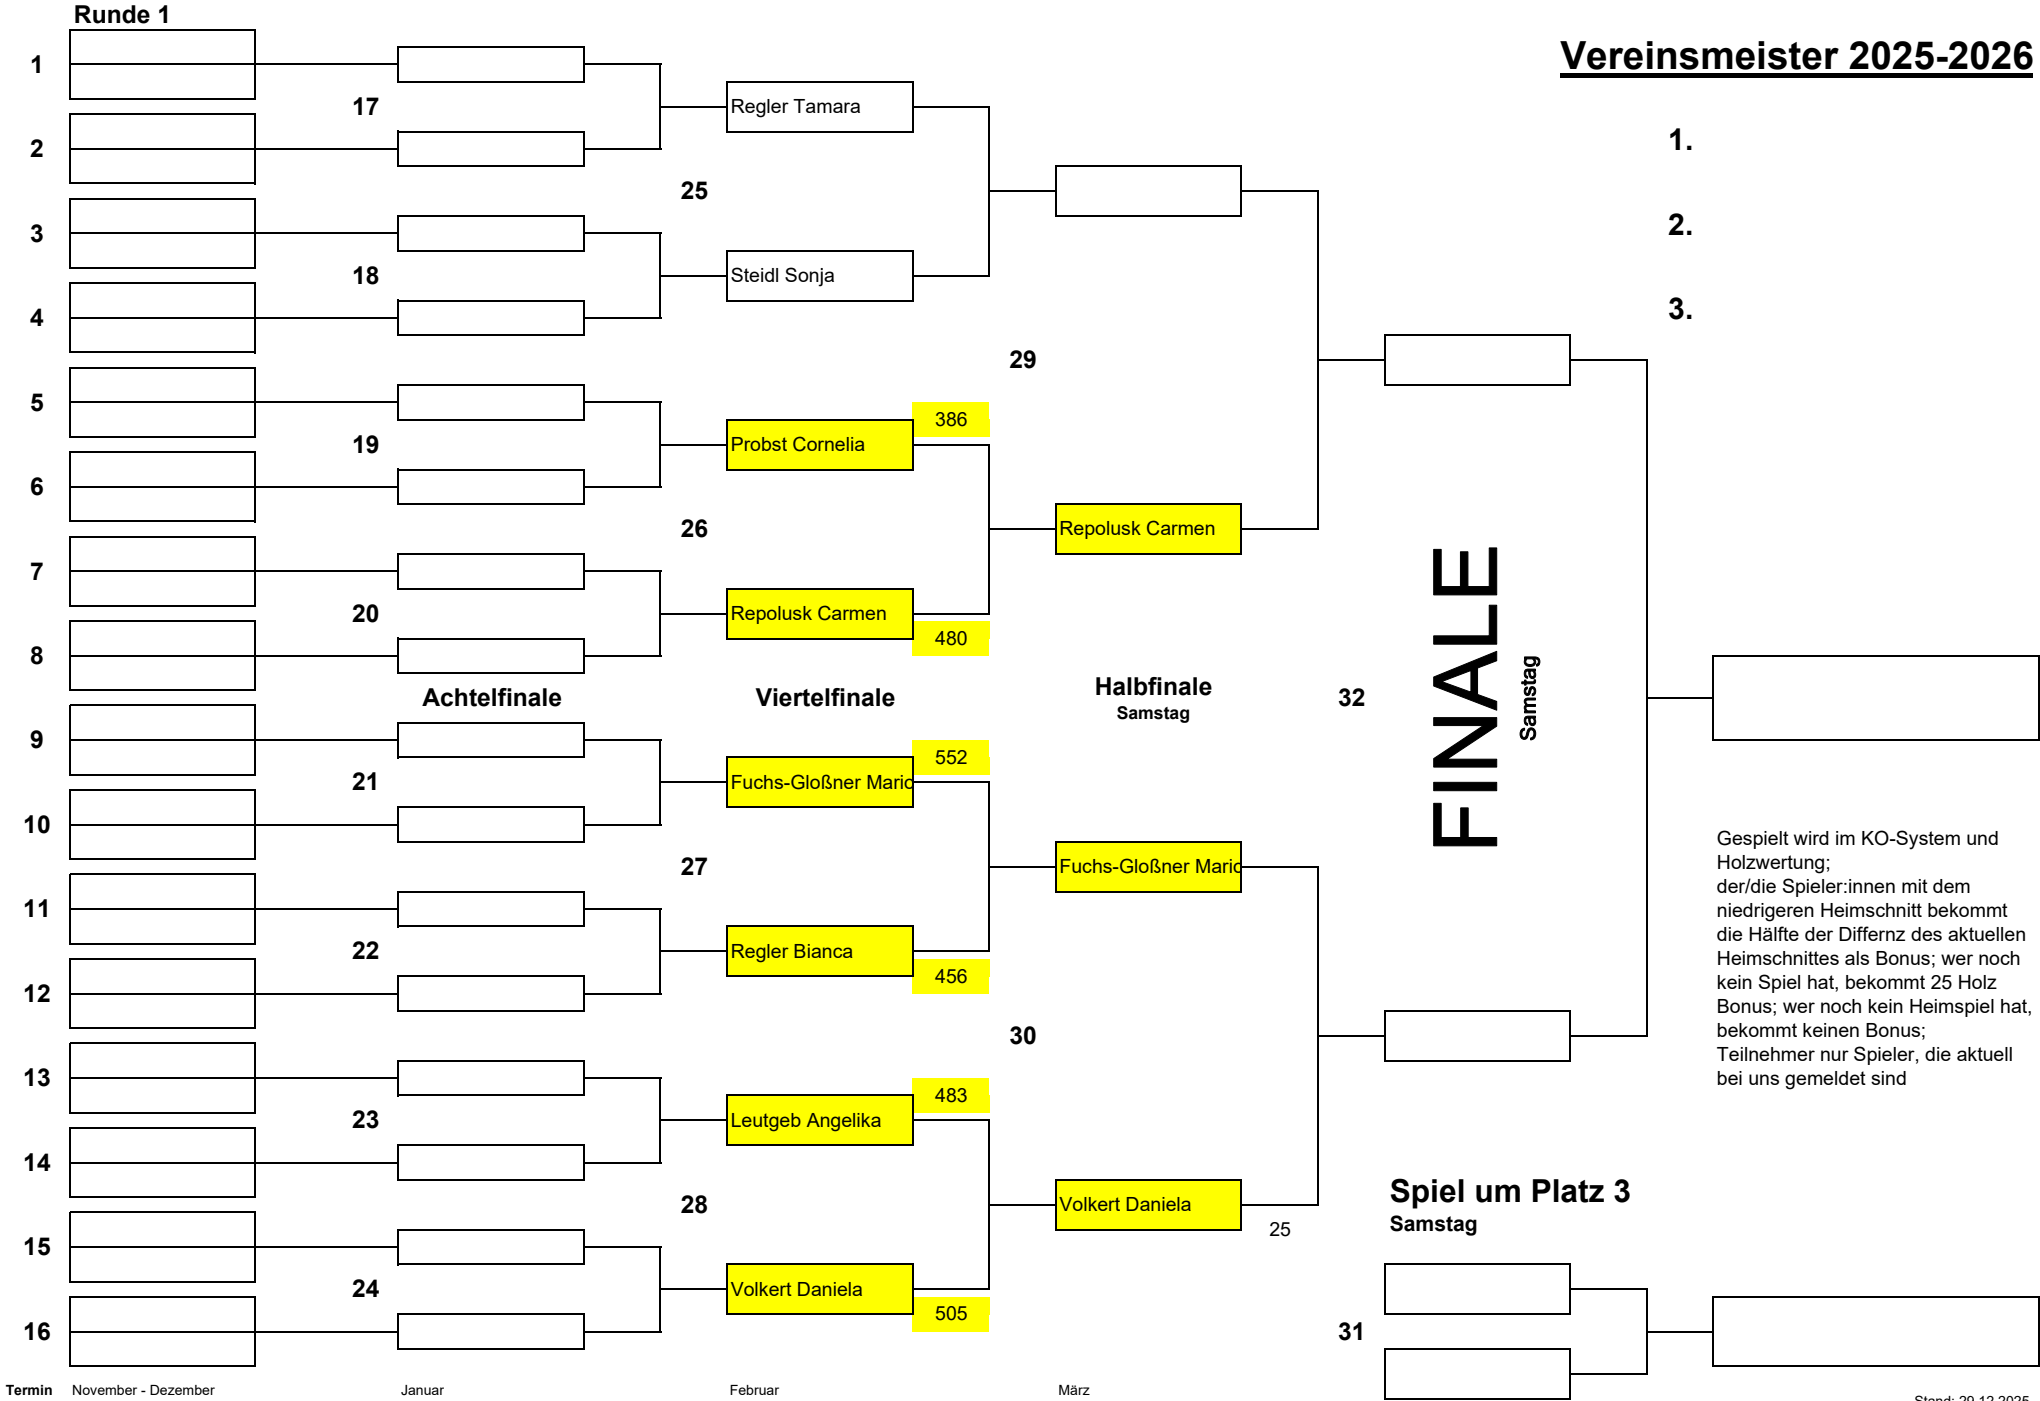 Runde 1
Vereinsmeister 2025-2026
1
17
2
25
3
18
4
29
5
19
6
26
7
20
8
Regler Tamara
Steidl Sonja
386
Probst Cornelia
Repolusk Carmen
480
Repolusk Carmen
1.
2.
3.
Achtelfinale
Viertelfinale
Halbfinale
Samstag
32
FINALE
Samstag
9
21
10
27
11
22
12
30
13
23
14
28
15
24
16
552
Fuchs-Gloßner Mario
Regler Bianca
456
483
Leutgeb Angelika
Volkert Daniela
505
Fuchs-Gloßner Mario
Volkert Daniela
25
Gespielt wird im KO-System und
Holzwertung;
der/die Spieler:innen mit dem
niedrigeren Heimschnitt bekommt
die Hälfte der Differnz des aktuellen
Heimschnittes als Bonus; wer noch
kein Spiel hat, bekommt 25 Holz
Bonus; wer noch kein Heimspiel hat,
bekommt keinen Bonus;
Teilnehmer nur Spieler, die aktuell
bei uns gemeldet sind
Spiel um Platz 3
Samstag
31
Termin November - Dezember
Januar
Februar
März
Stand: 29.12.2025